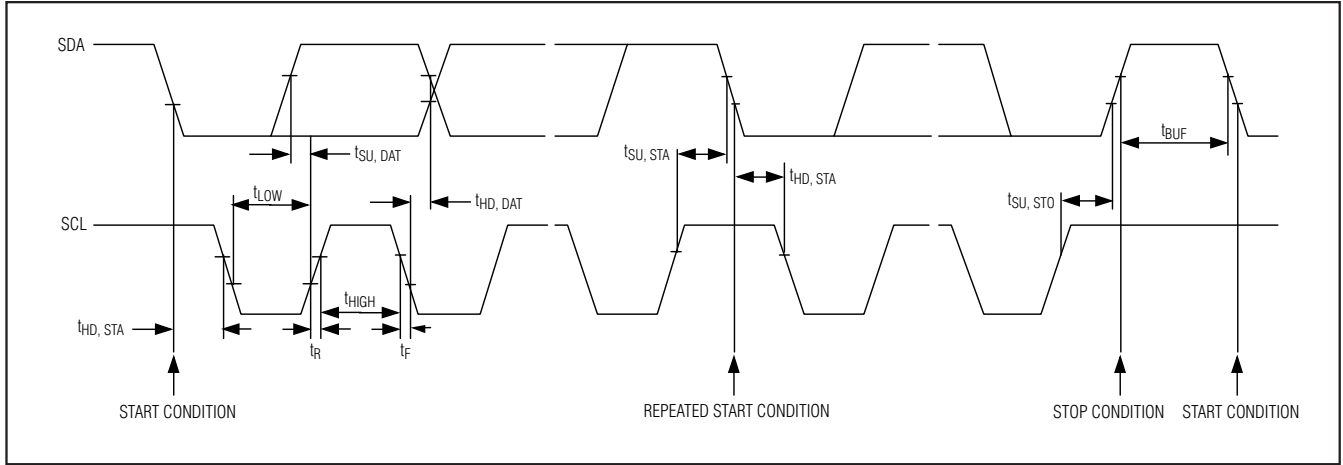 SDA
tSU, DAT
tSU, STA
tBUF
tLOW
tHD, STA
tHD, DAT
tSU, STO
SCL
tHIGH
tHD, STA
tR
tF
START CONDITION
REPEATED START CONDITION
STOP CONDITION
START CONDITION